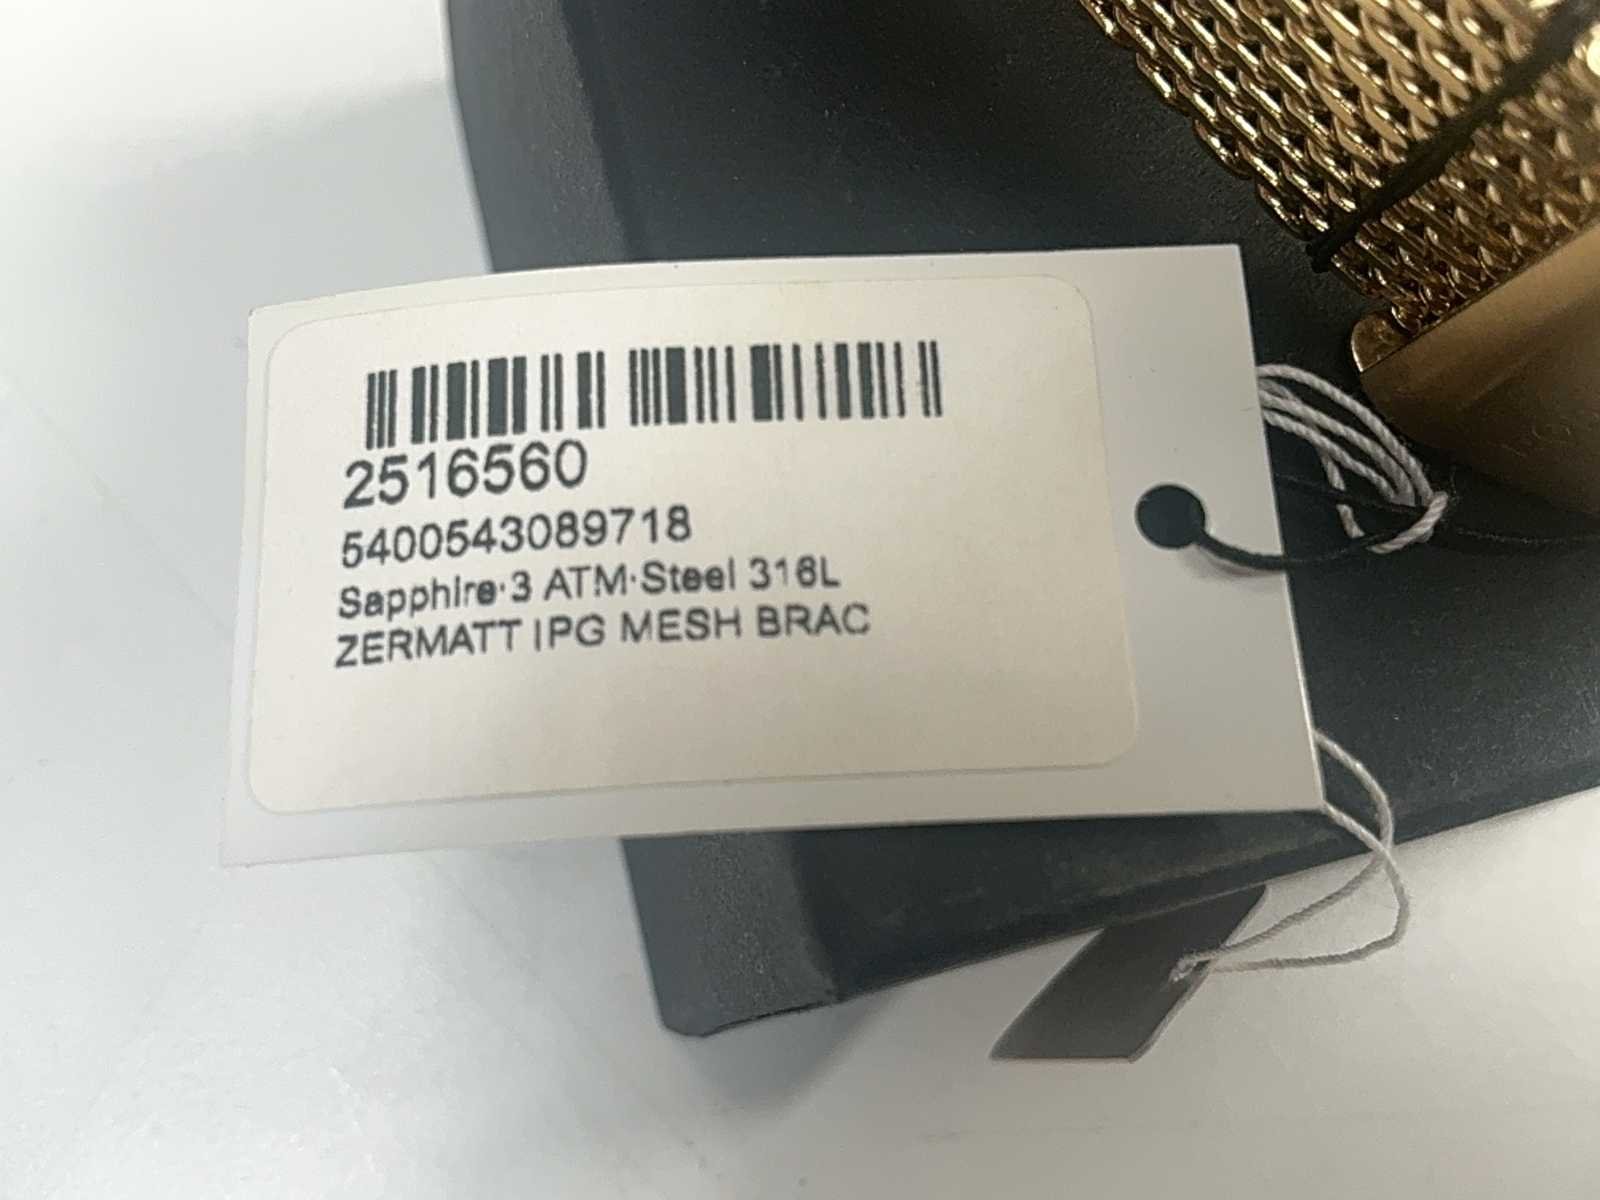 2516560
5400543089718
Sapphire·3 ATM·Steel 316L
ZERMATT IPG MESH BRAC